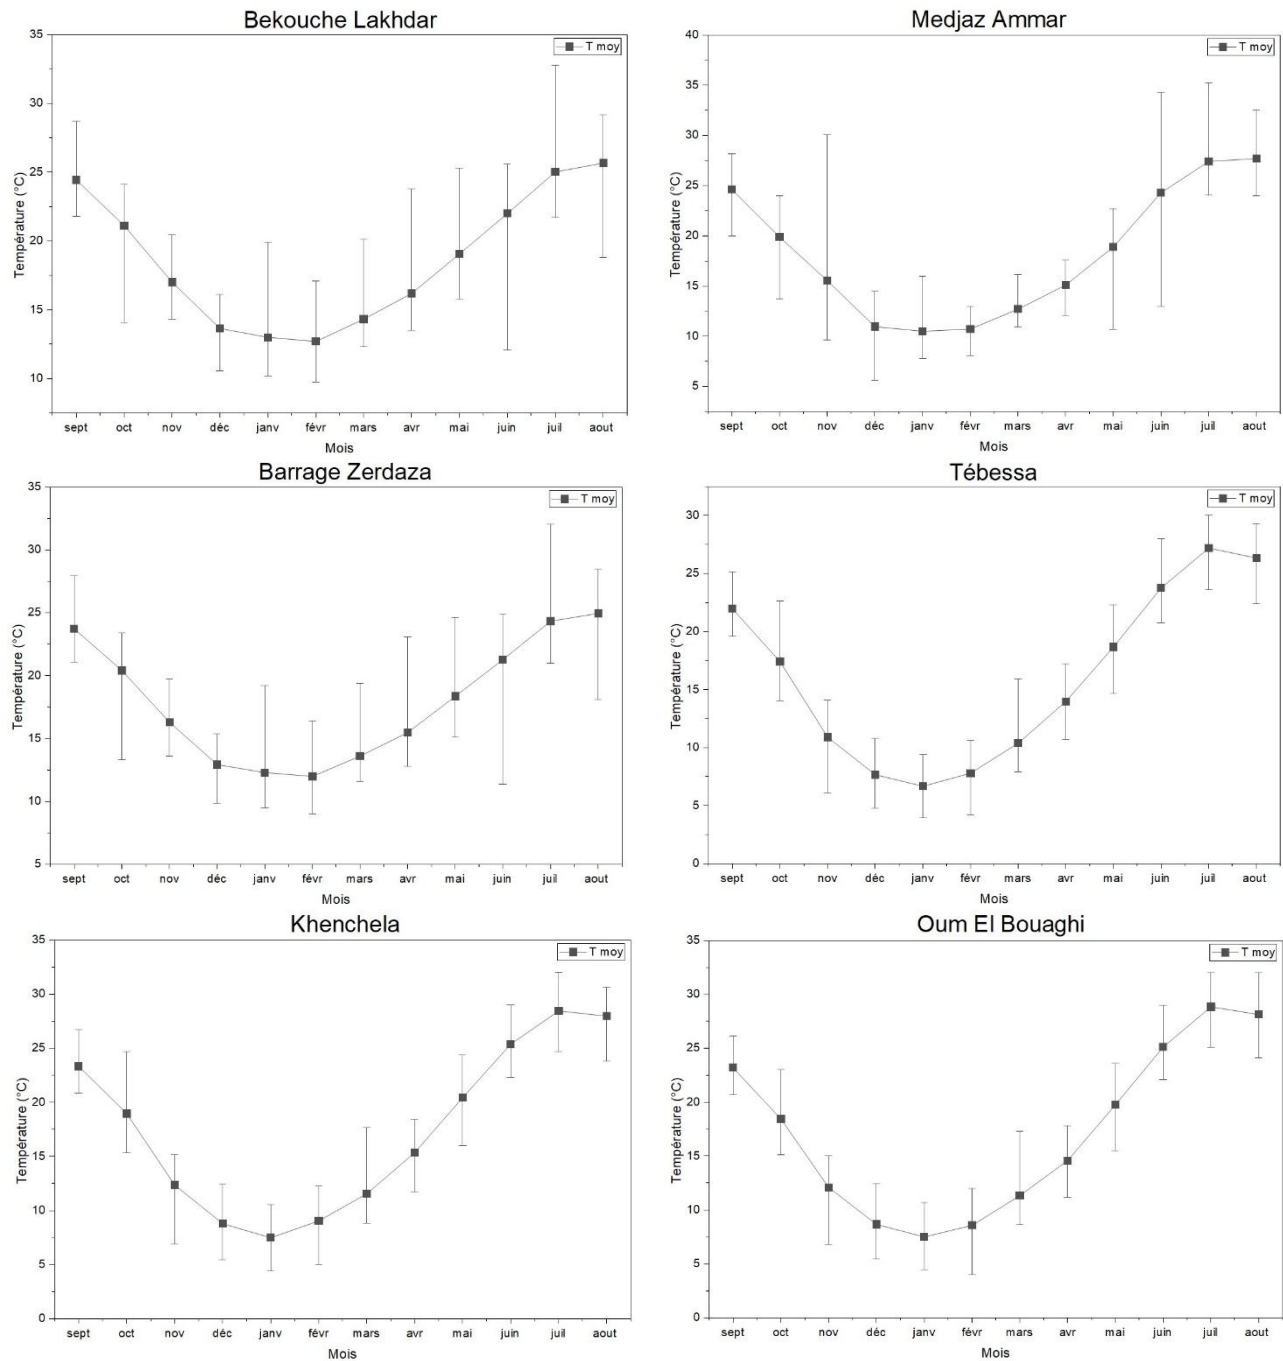 Bekouche Lakhdar
T moy
Température (°C)
35
30
25
20
15
10
sept oct nov déc janv févr mars avr mai juin juil aout
Mois
Medjaz Ammar
T moy
Température (°C)
40
35
30
25
20
15
10
5
sept oct nov déc janv févr mars avr mai juin juil aout
Mois
Barrage Zerdaza
T moy
Température (°C)
35
30
25
20
15
10
5
sept oct nov déc janv févr mars avr mai juin juil aout
Mois
Tébessa
T moy
Température (°C)
30
25
20
15
10
5
0
sept oct nov déc janv févr mars avr mai juin juil aout
Mois
Khenchela
T moy
Température (°C)
35
30
25
20
15
10
5
0
sept oct nov déc janv févr mars avr mai juin juil aout
Mois
Oum El Bouaghi
T moy
Température (°C)
35
30
25
20
15
10
5
0
sept oct nov déc janv févr mars avr mai juin juil aout
Mois